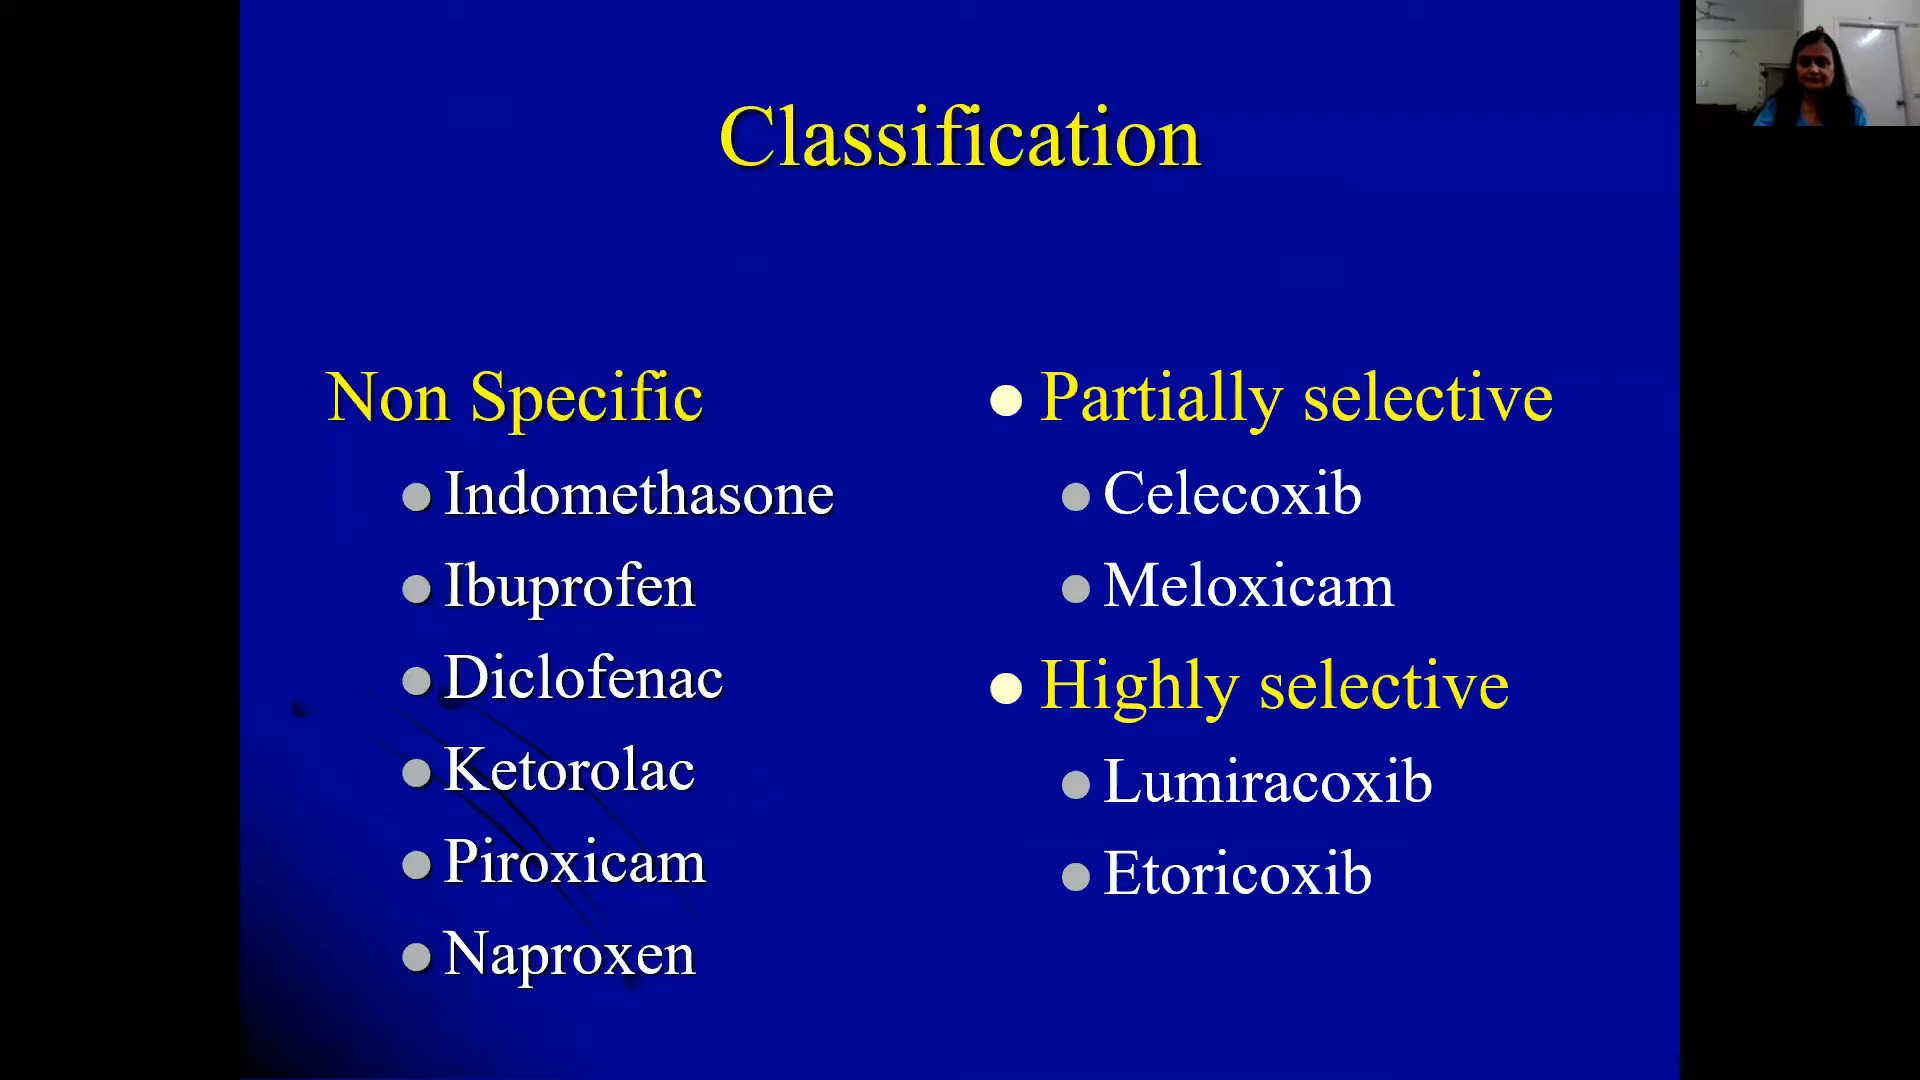 Classification
Non Specific
Indomethasone
Ibuprofen
Diclofenac
Ketorolac
Piroxicam
Naproxen
Partially selective
Celecoxib
Meloxicam
Highly selective
Lumiracoxib
Etoricoxib